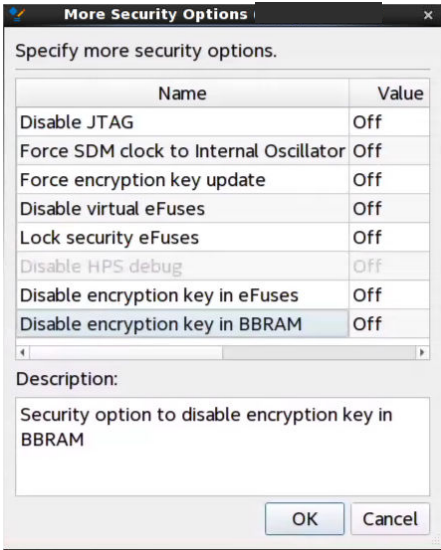 More Security Options (
Specify more security options.
Name Value
Disable JTAG Off
Force SDM clock to Internal Oscillator Off
Force encryption key update Off
Disable virtual eFuses Off
Lock security eFuses Off
Disable HPS debug Off
Disable encryption key in eFuses Off
Disable encryption key in BBRAM Off
Description:
Security option to disable encryption key in
BBRAM
OK Cancel